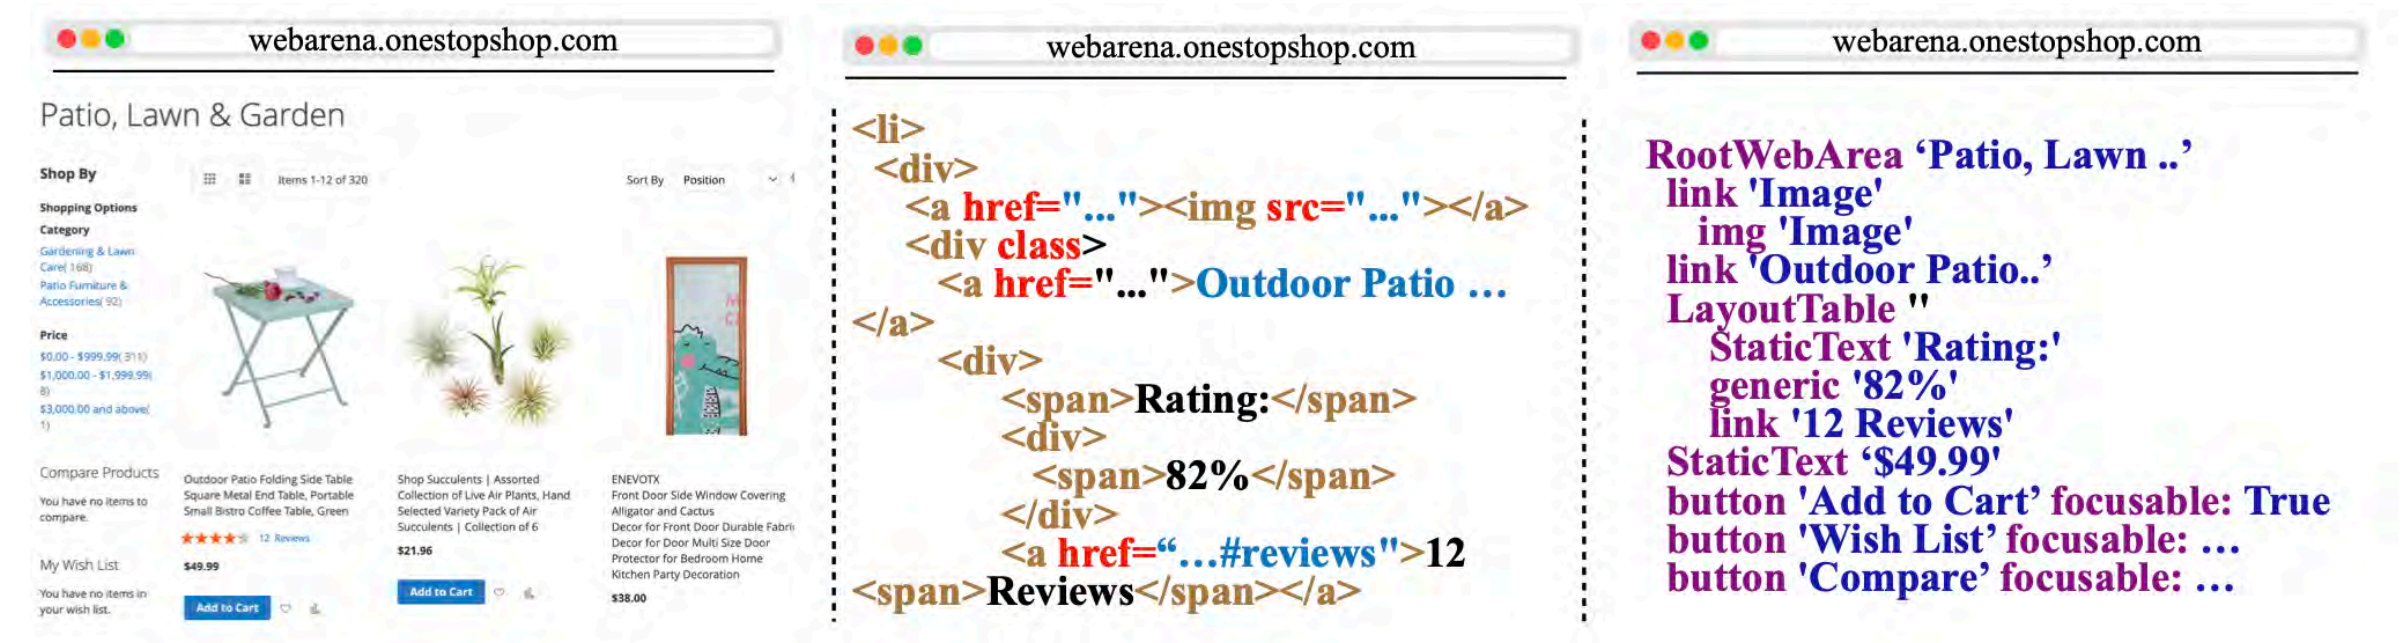 webarena.onestopshop.com
Patio, Lawn & Garden
Shop By
Items 1-12 of 320
Sort By Position
Shopping Options
Category
Gardening & Lawn
Care( 168)
Patio Furniture &
Accessories( 92)
Price
$0.00 - $999.99( 311)
$1,000.00 - $1,999.99(
8)
$3,000.00 and above(
1)
Compare Products
You have no items to
compare.
My Wish List
You have no items in
your wish list.
Outdoor Patio Folding Side Table
Square Metal End Table, Portable
Small Bistro Coffee Table, Green
12 Reviews
$49.99
Add to Cart
Shop Succulents | Assorted
Collection of Live Air Plants, Hand
Selected Variety Pack of Air
Succulents | Collection of 6
$21.96
Add to Cart
ENEVOTX
Front Door Side Window Covering
Alligator and Cactus
Decor for Front Door Durable Fabri
Decor for Door Multi Size Door
Protector for Bedroom Home
Kitchen Party Decoration
$38.00
webarena.onestopshop.com
<li>
<div>
<a href="..."><img src="..."></a>
<div class>
<a href="...">Outdoor Patio ...
</a>
<div>
<span>Rating:</span>
<div>
<span>82%</span>
</div>
<a href=“...#reviews">12
<span>Reviews</span></a>
webarena.onestopshop.com
RootWebArea ‘Patio, Lawn ..’
link 'Image'
img 'Image'
link 'Outdoor Patio..’
LayoutTable ''
StaticText 'Rating:'
generic '82%'
link '12 Reviews'
StaticText ‘$49.99'
button 'Add to Cart’ focusable: True
button 'Wish List’ focusable: ...
button 'Compare’ focusable: ...